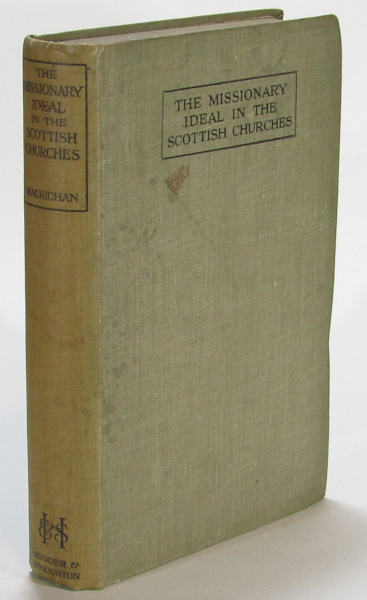 THE
MISSIONARY
IDEAL
IN THE
SCOTTISH
CHURCHES
MACKICHAN
H&S
HODDER &
STOUGHTON
THE MISSIONARY
IDEAL IN THE
SCOTTISH CHURCHES